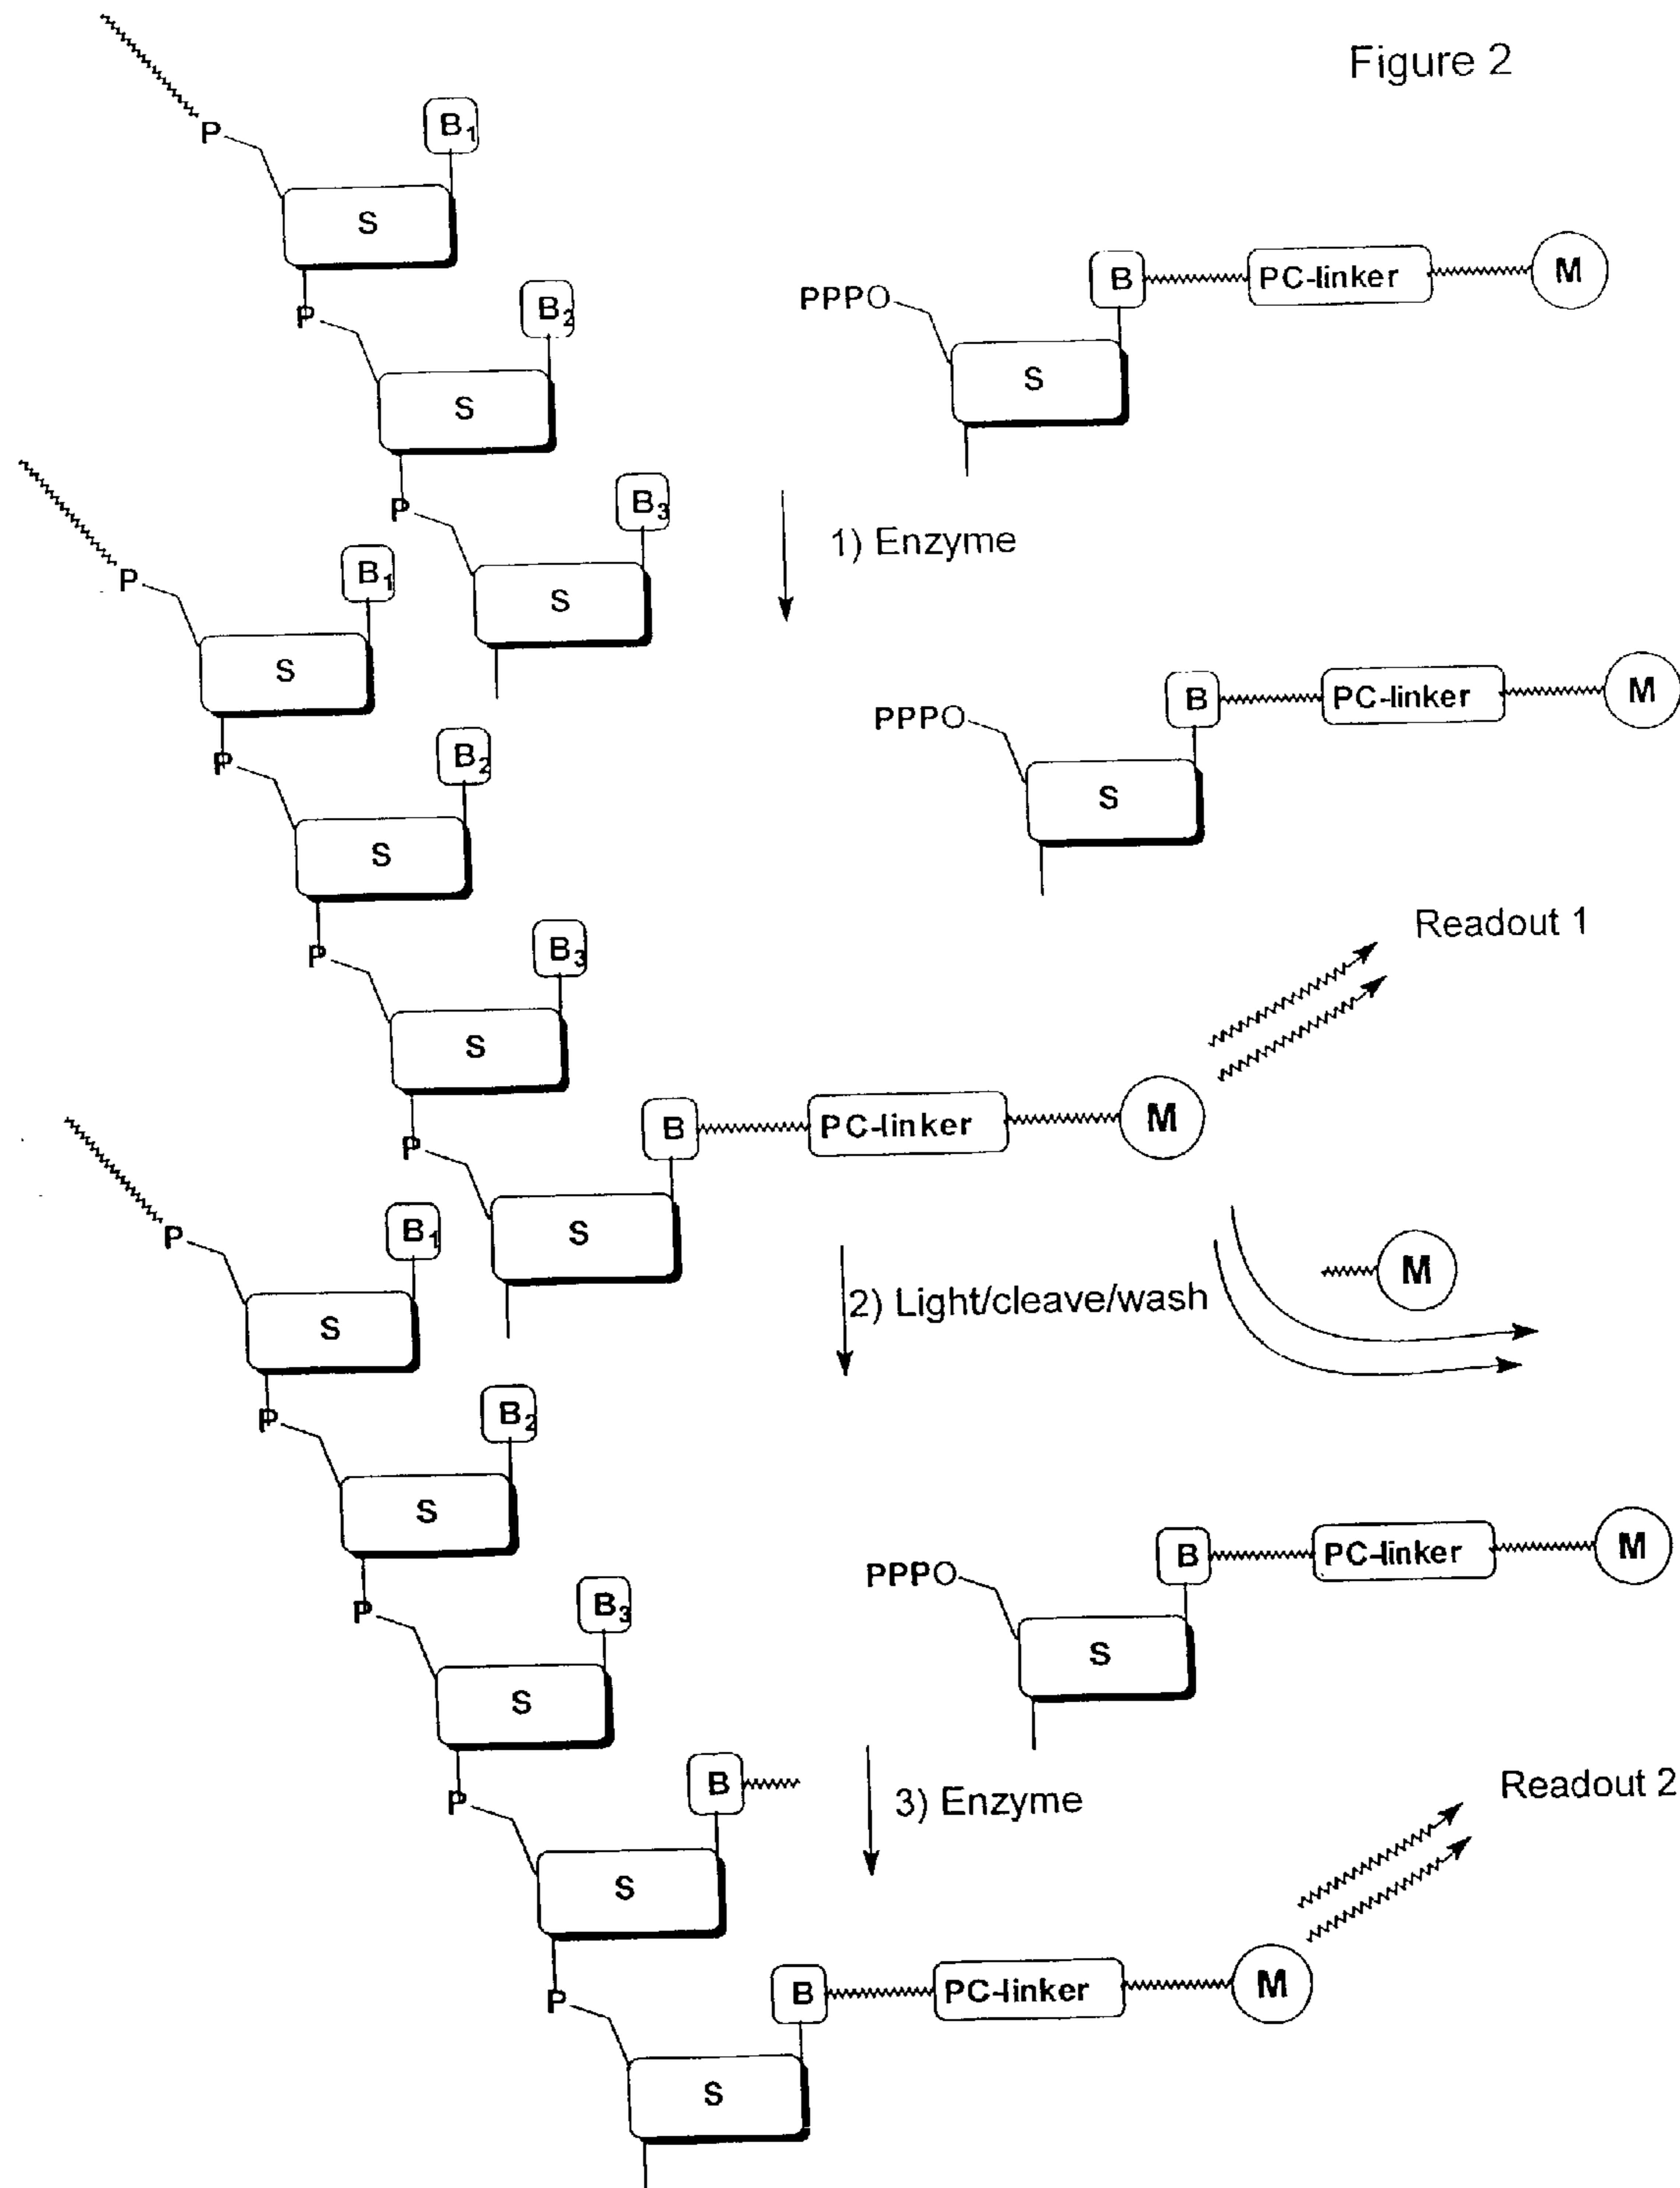 Figure 2
P
B1
S
P
B2
S
P
B3
S
PPPO
B
PC-linker
M
S
1) Enzyme
P
B1
S
P
B2
S
P
B3
S
P
B
PC-linker
M
S
PPPO
B
PC-linker
M
S
Readout 1
2) Light/cleave/wash
M
P
B1
S
P
B2
S
P
B3
S
P
B
S
P
B
PC-linker
M
S
PPPO
B
PC-linker
M
S
3) Enzyme
Readout 2